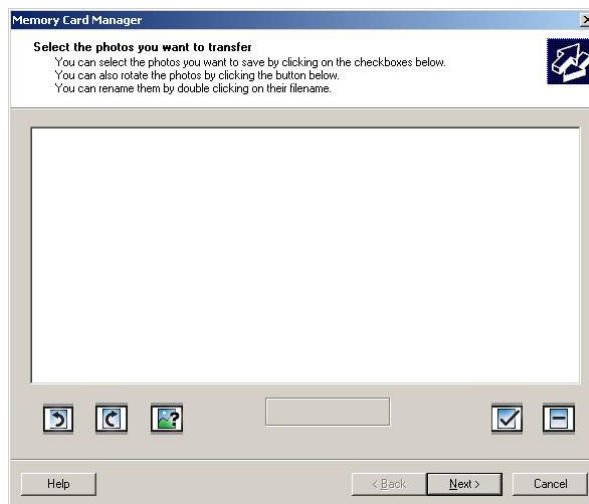 Memory Card Manager
Select the photos you want to transfer
You can select the photos you want to save by clicking on the checkboxes below.
You can also rotate the photos by clicking the button below.
You can rename them by double clicking on their filename.
?
Help
< Back
Next >
Cancel